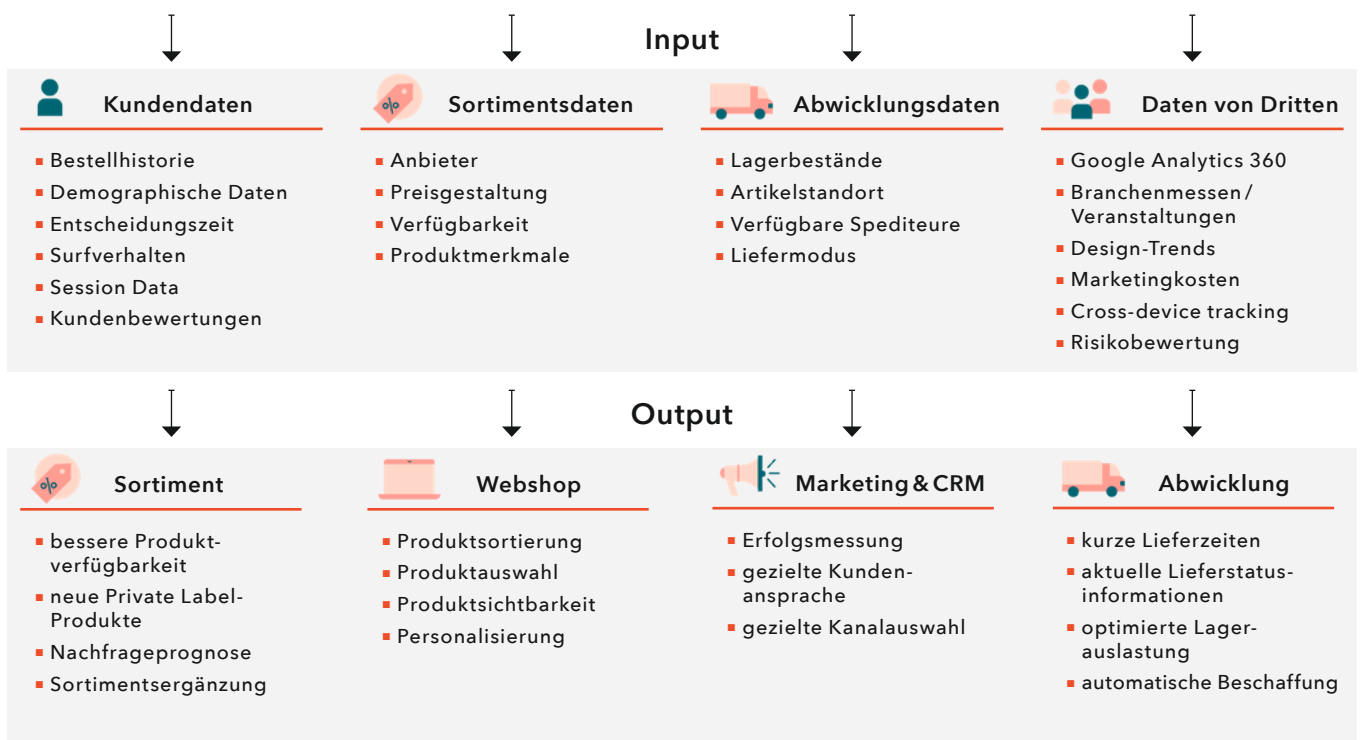 Input
Kundendaten
Bestellhistorie
Demographische Daten
Entscheidungszeit
Surfverhalten
Session Data
Kundenbewertungen
%
Sortimentsdaten
Anbieter
Preisgestaltung
Verfügbarkeit
Produktmerkmale
Abwicklungsdaten
Lagerbestände
Artikelstandort
Verfügbare Spediteure
Liefermodus
Daten von Dritten
Google Analytics 360
Branchenmessen /
Veranstaltungen
Design-Trends
Marketingkosten
Cross-device tracking
Risikobewertung
Output
%
Sortiment
bessere Produkt-
verfügbarkeit
neue Private Label-
Produkte
Nachfrageprognose
Sortimentsergänzung
Webshop
Produktsortierung
Produktauswahl
Produktsichtbarkeit
Personalisierung
Marketing & CRM
Erfolgsmessung
gezielte Kunden-
ansprache
gezielte Kanalauswahl
Abwicklung
kurze Lieferzeiten
aktuelle Lieferstatus-
informationen
optimierte Lager-
auslastung
automatische Beschaffung